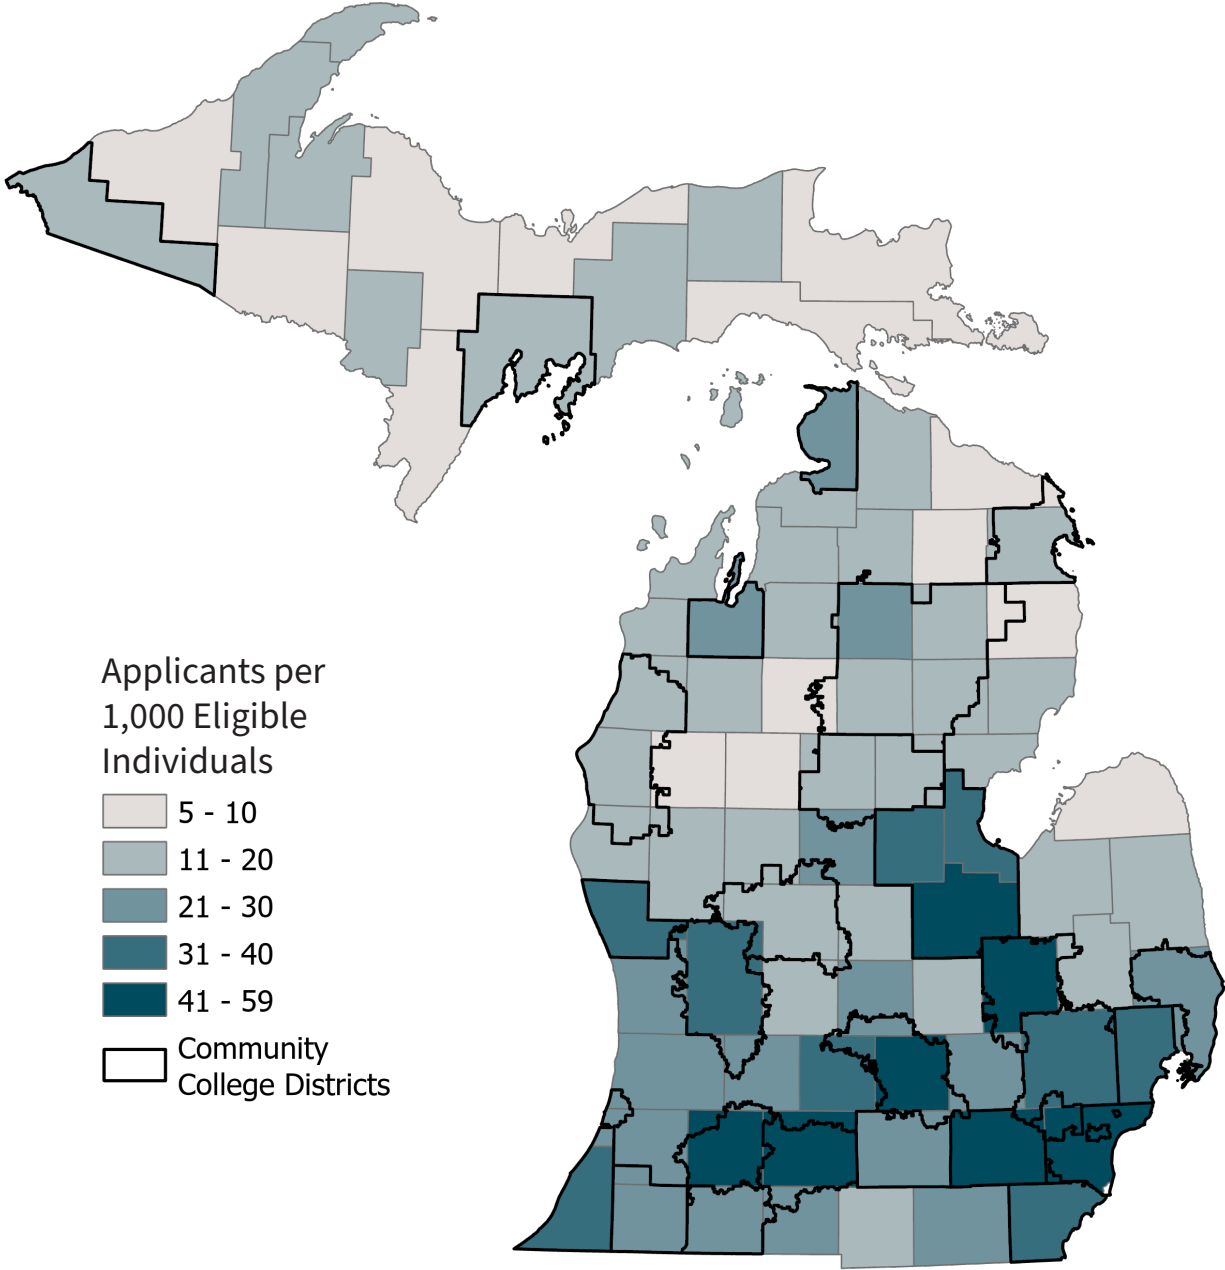 Applicants per
1,000 Eligible
Individuals
5 - 10
11 - 20
21 - 30
31 - 40
41 - 59
Community
College Districts